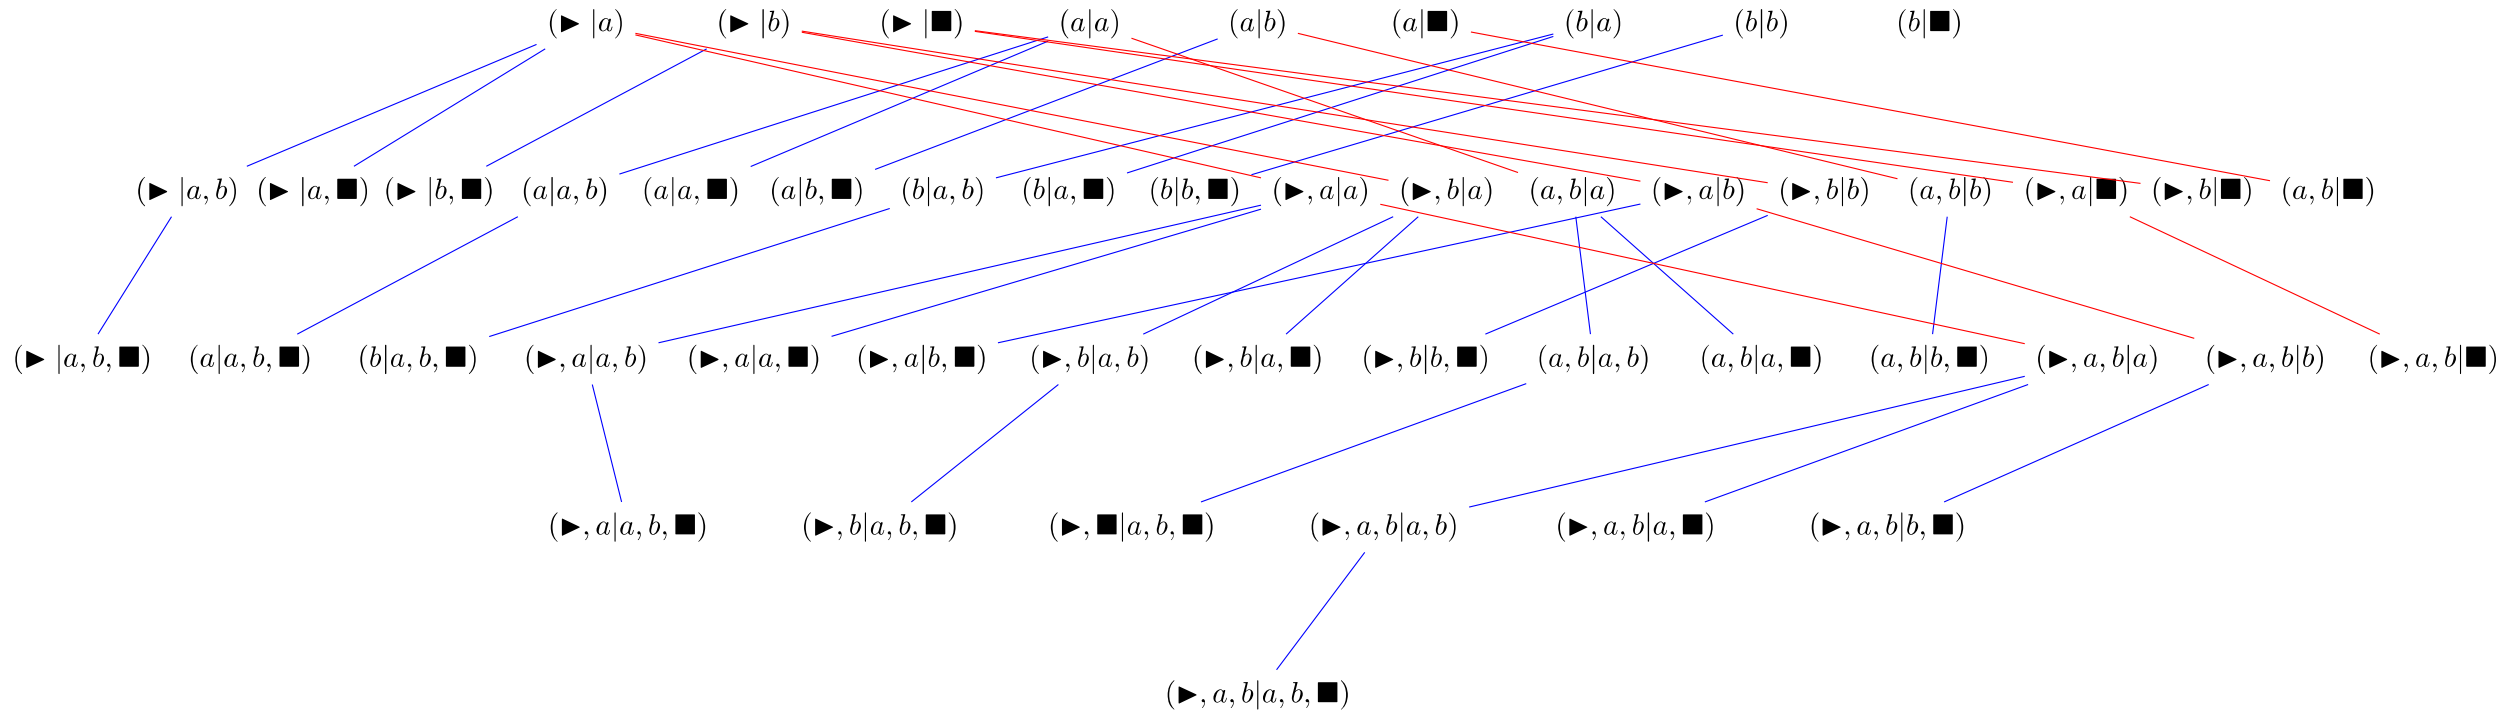 (▶ |a) (▶ |b) (▶ |■) (a|a) (a|b) (a|■) (b|a) (b|b) (b|■)
(▶ |a, b) (▶ |a, ■) (▶ |b, ■) (a|a, b) (a|a, ■) (a|b, ■) (b|a, b) (b|a, ■) (b|b, ■) (▶, a|a) (▶, b|a) (a, b|a) (▶, a|b) (▶, b|b) (a, b|b) (▶, a|■) (▶, b|■) (a, b|■)
(▶ |a, b, ■) (a|a, b, ■) (b|a, b, ■) (▶, a|a, b) (▶, a|a, ■) (▶, a|b, ■) (▶, b|a, b) (▶, b|a, ■) (▶, b|b, ■) (a, b|a, b) (a, b|a, ■) (a, b|b, ■) (▶, a, b|a) (▶, a, b|b) (▶, a, b|■)
(▶, a|a, b, ■) (▶, b|a, b, ■) (▶, ■|a, b, ■) (▶, a, b|a, b) (▶, a, b|a, ■) (▶, a, b|b, ■)
(▶, a, b|a, b, ■)